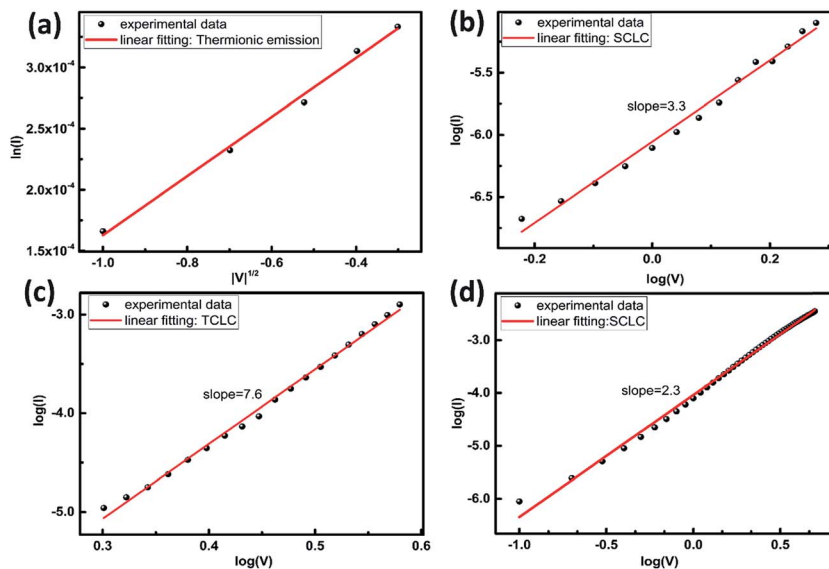 (a)
experimental data
linear fitting: Thermionic emission
3.0x10⁻⁴
2.5x10⁻⁴
2.0x10⁻⁴
1.5x10⁻⁴
ln(I)
-1.0 -0.8 -0.6 -0.4
|V|¹ᐟ²
(b)
experimental data
linear fitting: SCLC
slope=3.3
-5.5
-6.0
-6.5
log(I)
-0.2 0.0 0.2
log(V)
(c)
experimental data
linear fitting: TCLC
slope=7.6
-3.0
-4.0
-5.0
log(I)
0.3 0.4 0.5 0.6
log(V)
(d)
experimental data
linear fitting:SCLC
slope=2.3
-3.0
-4.0
-5.0
-6.0
log(I)
-1.0 -0.5 0.0 0.5
log(V)